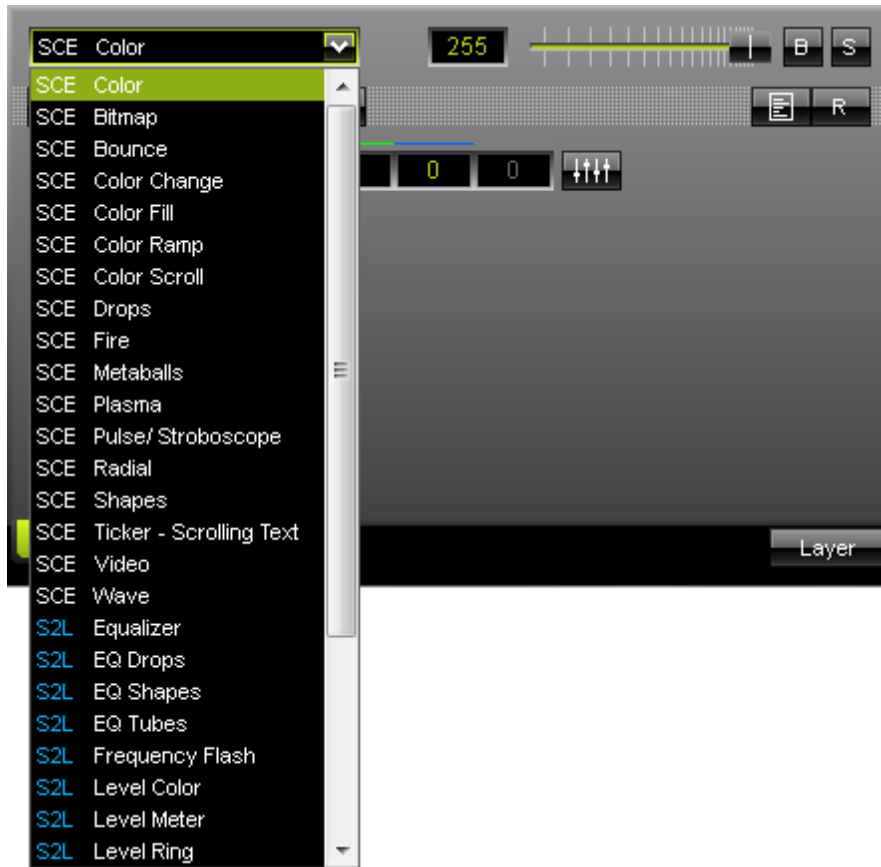 SCE Color 255 B S
SCE Color
SCE Bitmap
R
SCE Bounce
0 0
SCE Color Change
SCE Color Fill
SCE Color Ramp
SCE Color Scroll
SCE Drops
SCE Fire
SCE Metaballs
SCE Plasma
SCE Pulse/ Stroboscope
SCE Radial
SCE Shapes
SCE Ticker - Scrolling Text
Layer
SCE Video
SCE Wave
S2L Equalizer
S2L EQ Drops
S2L EQ Shapes
S2L EQ Tubes
S2L Frequency Flash
S2L Level Color
S2L Level Meter
S2L Level Ring